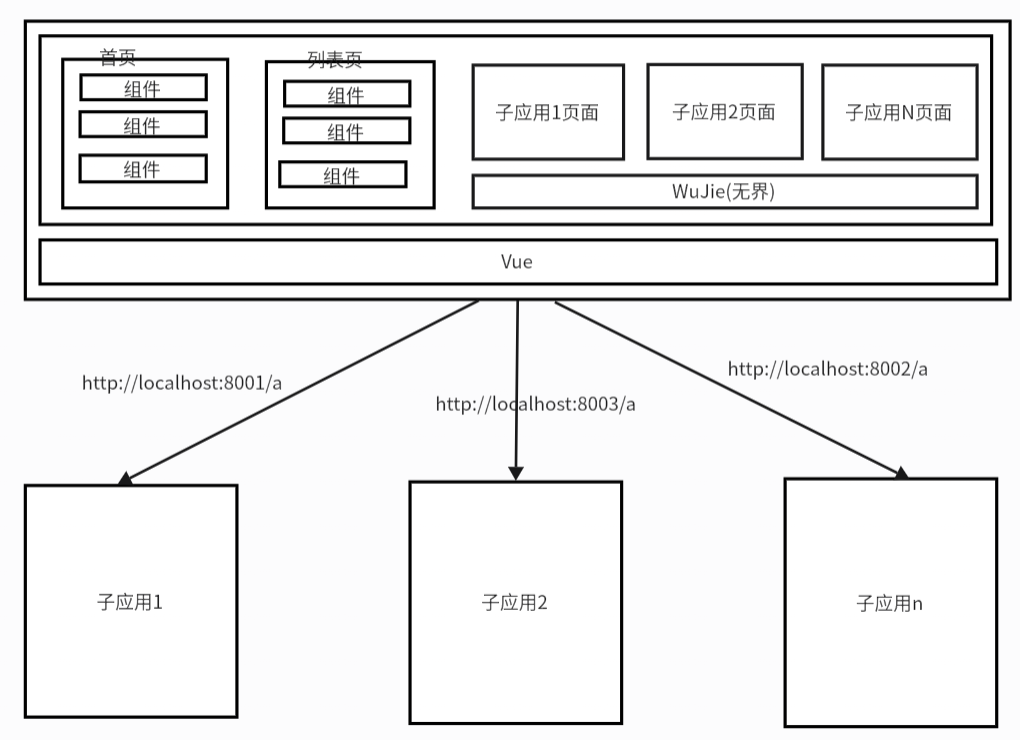 首页
组件
组件
组件
列表页
组件
组件
组件
子应用1页面
子应用2页面
子应用N页面
WuJie(无界)
Vue
http://localhost:8001/a
http://localhost:8003/a
http://localhost:8002/a
子应用1
子应用2
子应用n